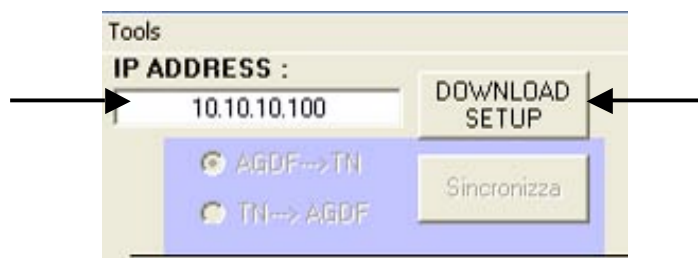 Tools
IP ADDRESS :
10.10.10.100
DOWNLOAD
SETUP
AGDF--->TN
TN---> AGDF
Sincronizza